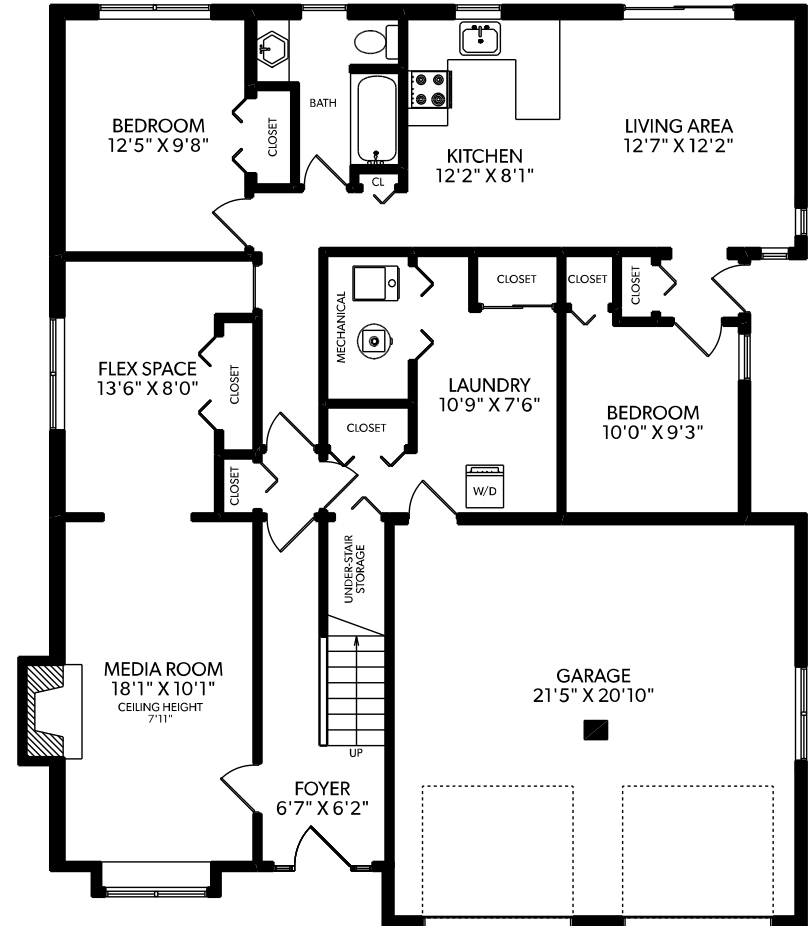 BATH
BEDROOM
12'5" X 9'8"
CLOSET
LIVING AREA
12'7" X 12'2"
KITCHEN
12'2" X 8'1"
CL
CLOSET
CLOSET
CLOSET
MECHANICAL
FLEX SPACE
13'6" X 8'0"
CLOSET
LAUNDRY
10'9" X 7'6"
BEDROOM
10'0" X 9'3"
CLOSET
CLOSET
W/D
UNDER-STAIR
STORAGE
MEDIA ROOM
18'1" X 10'1"
CEILING HEIGHT
7'11"
GARAGE
21'5" X 20'10"
UP
FOYER
6'7" X 6'2"